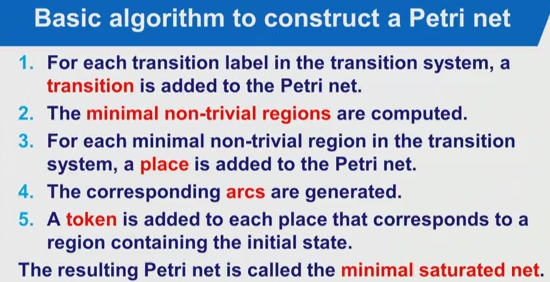 Basic algorithm to construct a Petri net
1. For each transition label in the transition system, a
transition is added to the Petri net.
2. The minimal non-trivial regions are computed.
3. For each minimal non-trivial region in the transition
system, a place is added to the Petri net.
4. The corresponding arcs are generated.
5. A token is added to each place that corresponds to a
region containing the initial state.
The resulting Petri net is called the minimal saturated net.